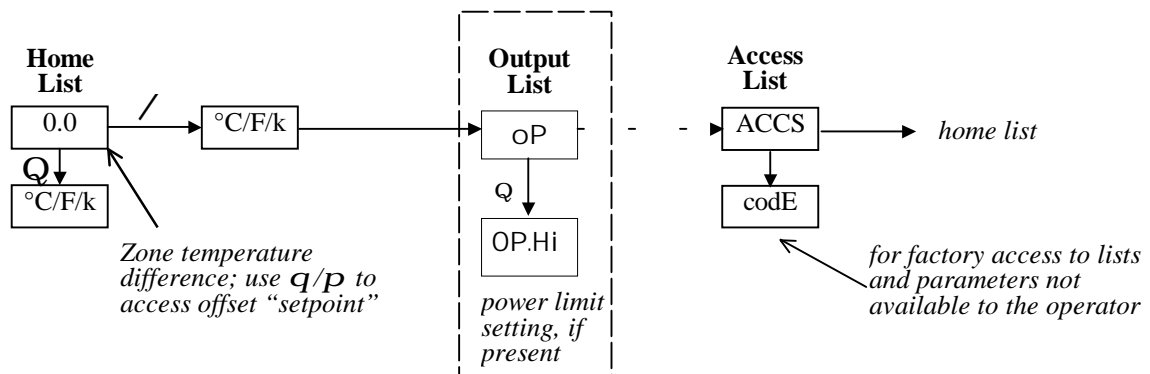 Home
List
0.0
/
°C/F/k
Q
°C/F/k
Zone temperature
difference; use q/p to
access offset “setpoint”
Output
List
oP
Q
OP.Hi
power limit
setting, if
present
Access
List
ACCS
codE
home list
for factory access to lists
and parameters not
available to the operator